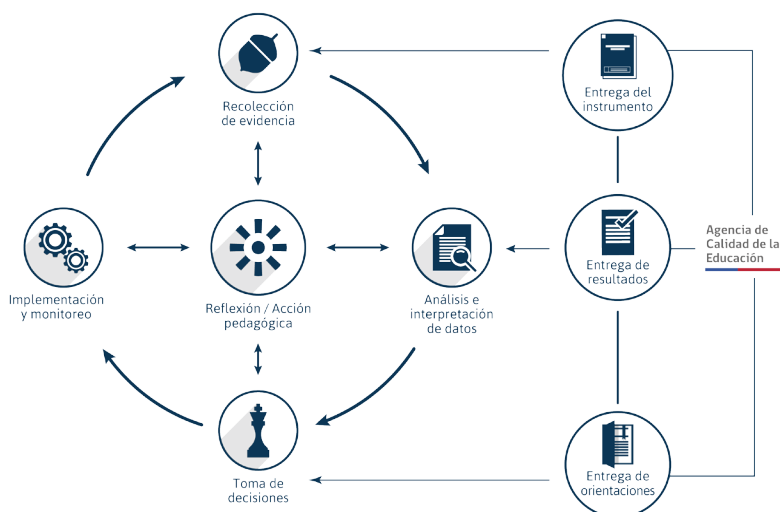 Recolección
de evidencia
Entrega del
instrumento
Implementación
y monitoreo
Reflexión / Acción
pedagógica
Análisis e
interpretación
de datos
Entrega de
resultados
Agencia de
Calidad de la
Educación
Toma de
decisiones
Entrega de
orientaciones